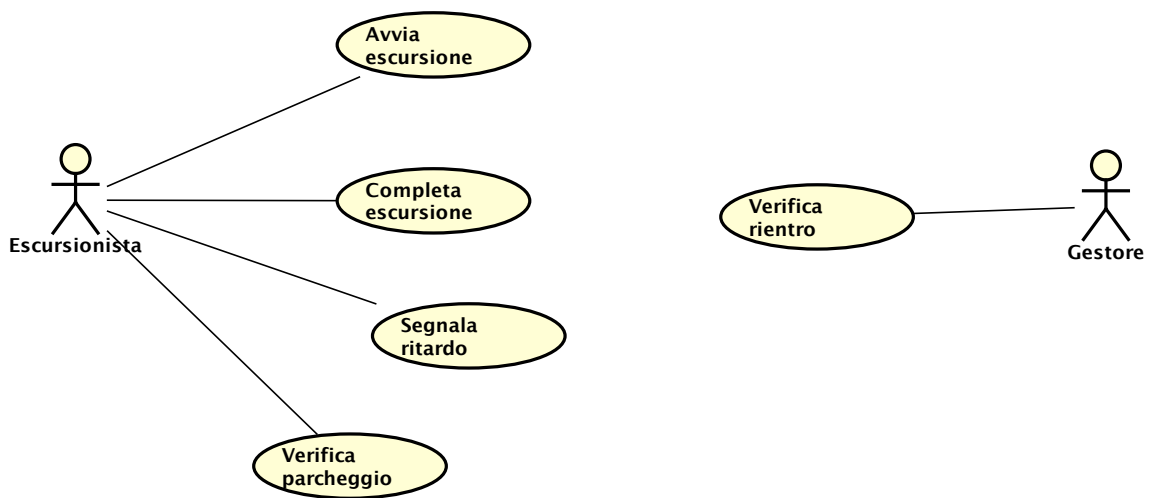 Avvia
escursione
Completa
escursione
Escursionista
Verifica
rientro
Gestore
Segnala
ritardo
Verifica
parcheggio